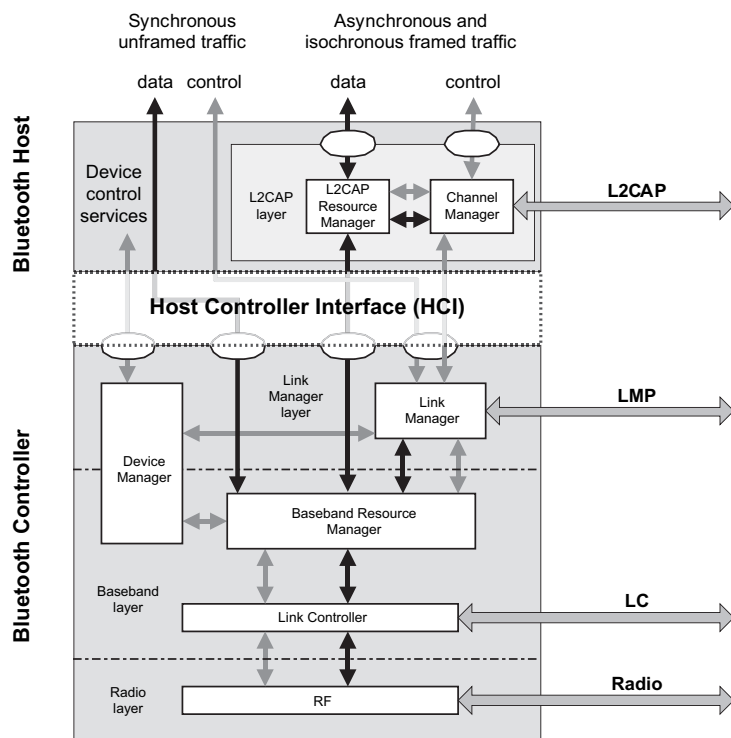 Synchronous
unframed traffic
Asynchronous and
isochronous framed traffic
data
control
data
control
Bluetooth Host
Device
control
services
L2CAP
layer
L2CAP
Resource
Manager
Channel
Manager
L2CAP
Host Controller Interface (HCI)
Bluetooth Controller
Link
Manager
layer
Link
Manager
LMP
Device
Manager
Baseband Resource
Manager
Baseband
layer
Link Controller
LC
Radio
layer
RF
Radio